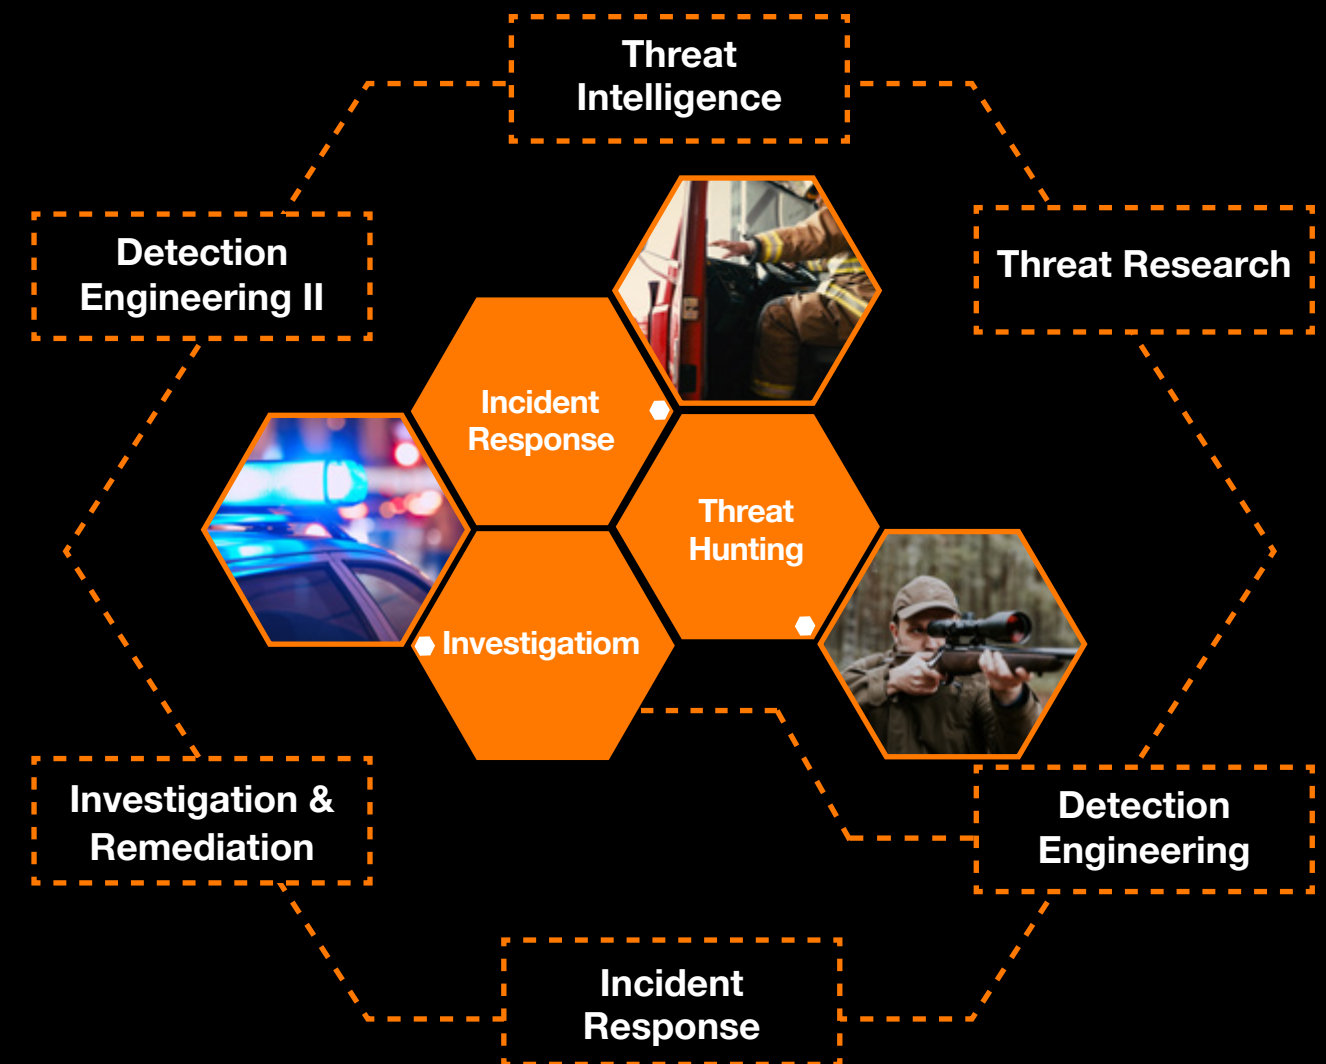 Threat
Intelligence
Detection
Engineering II
Threat Research
Incident
Response
Threat
Hunting
Investigatiom
Investigation &
Remediation
Detection
Engineering
Incident
Response